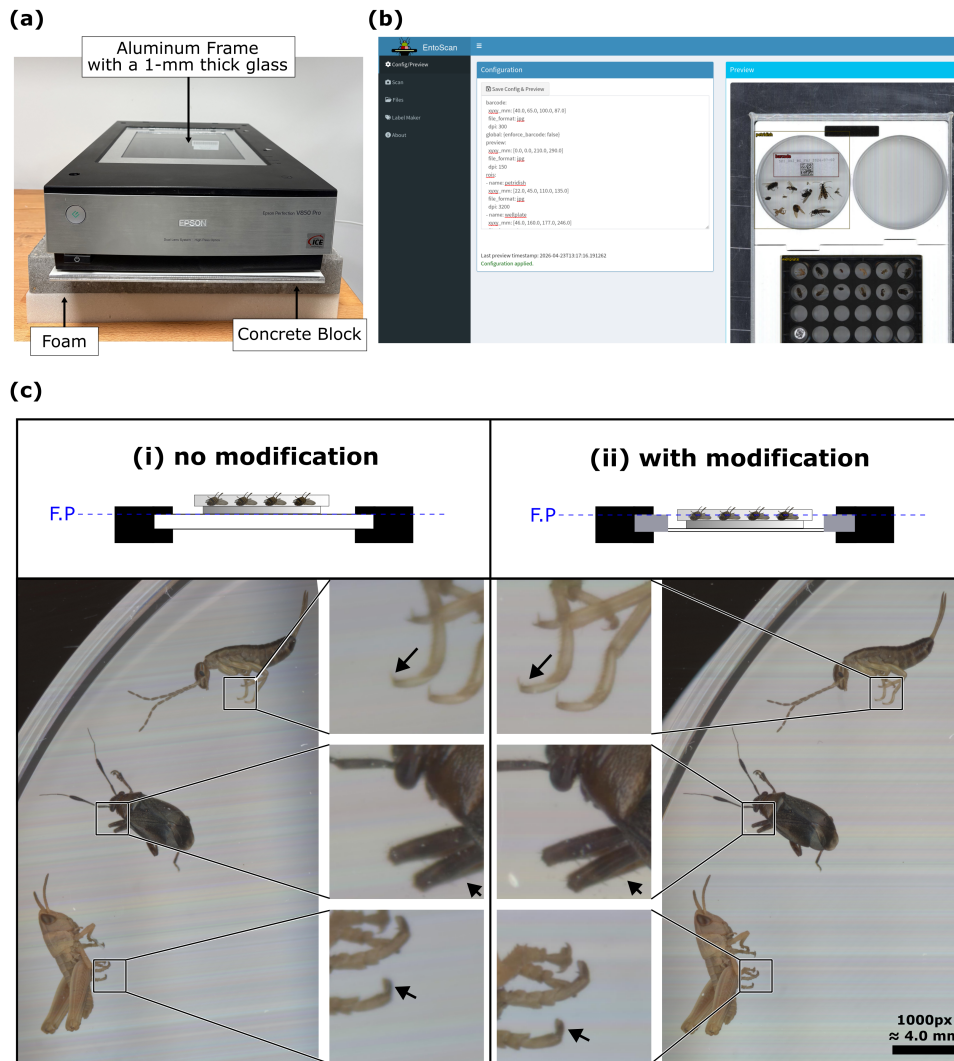 (a)
Aluminum Frame
with a 1-mm thick glass
EPSON
Epson Perfection V850 Pro
ICE
Foam
Concrete Block
(b)
EntoScan
Config/Preview
Scan
Files
Label Maker
About
Configuration
Save Config & Preview
barcode:
xyxy_mm: [40.0, 65.0, 100.0, 87.0]
file_format: jpg
dpi: 300
global: {enforce_barcode: false}
preview:
xyxy_mm: [0.0, 0.0, 210.0, 290.0]
file_format: jpg
dpi: 150
rois:
- name: petridish
xyxy_mm: [22.0, 45.0, 110.0, 135.0]
file_format: jpg
dpi: 3200
- name: wellplate
xyxy_mm: [46.0, 160.0, 177.0, 246.0]
Last preview timestamp: 2026-04-23T13:17:16.191262
Configuration applied.
Preview
petridish
barcode
wellplate
(c)
(i) no modification
F.P
(ii) with modification
F.P
1000px
≈ 4.0 mm